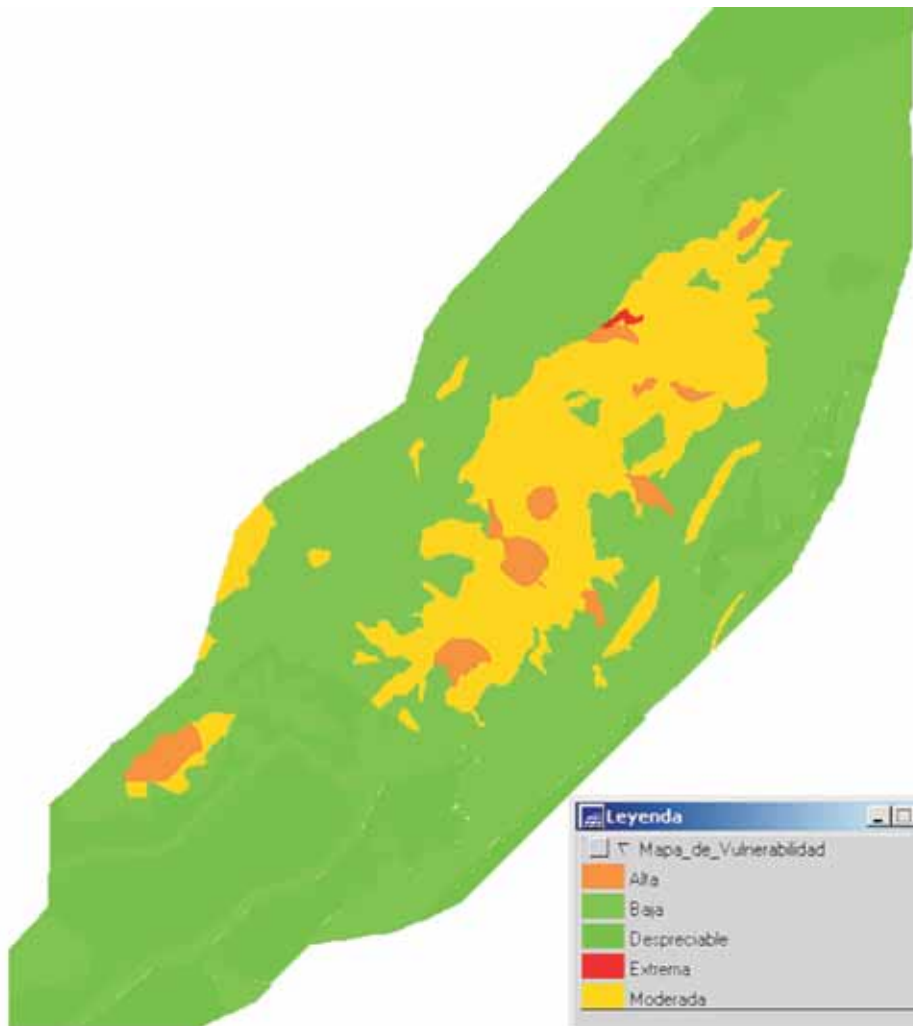 Leyenda
Mapa_de_Vulnerabilidad
Alta
Baja
Despreciable
Extrema
Moderada